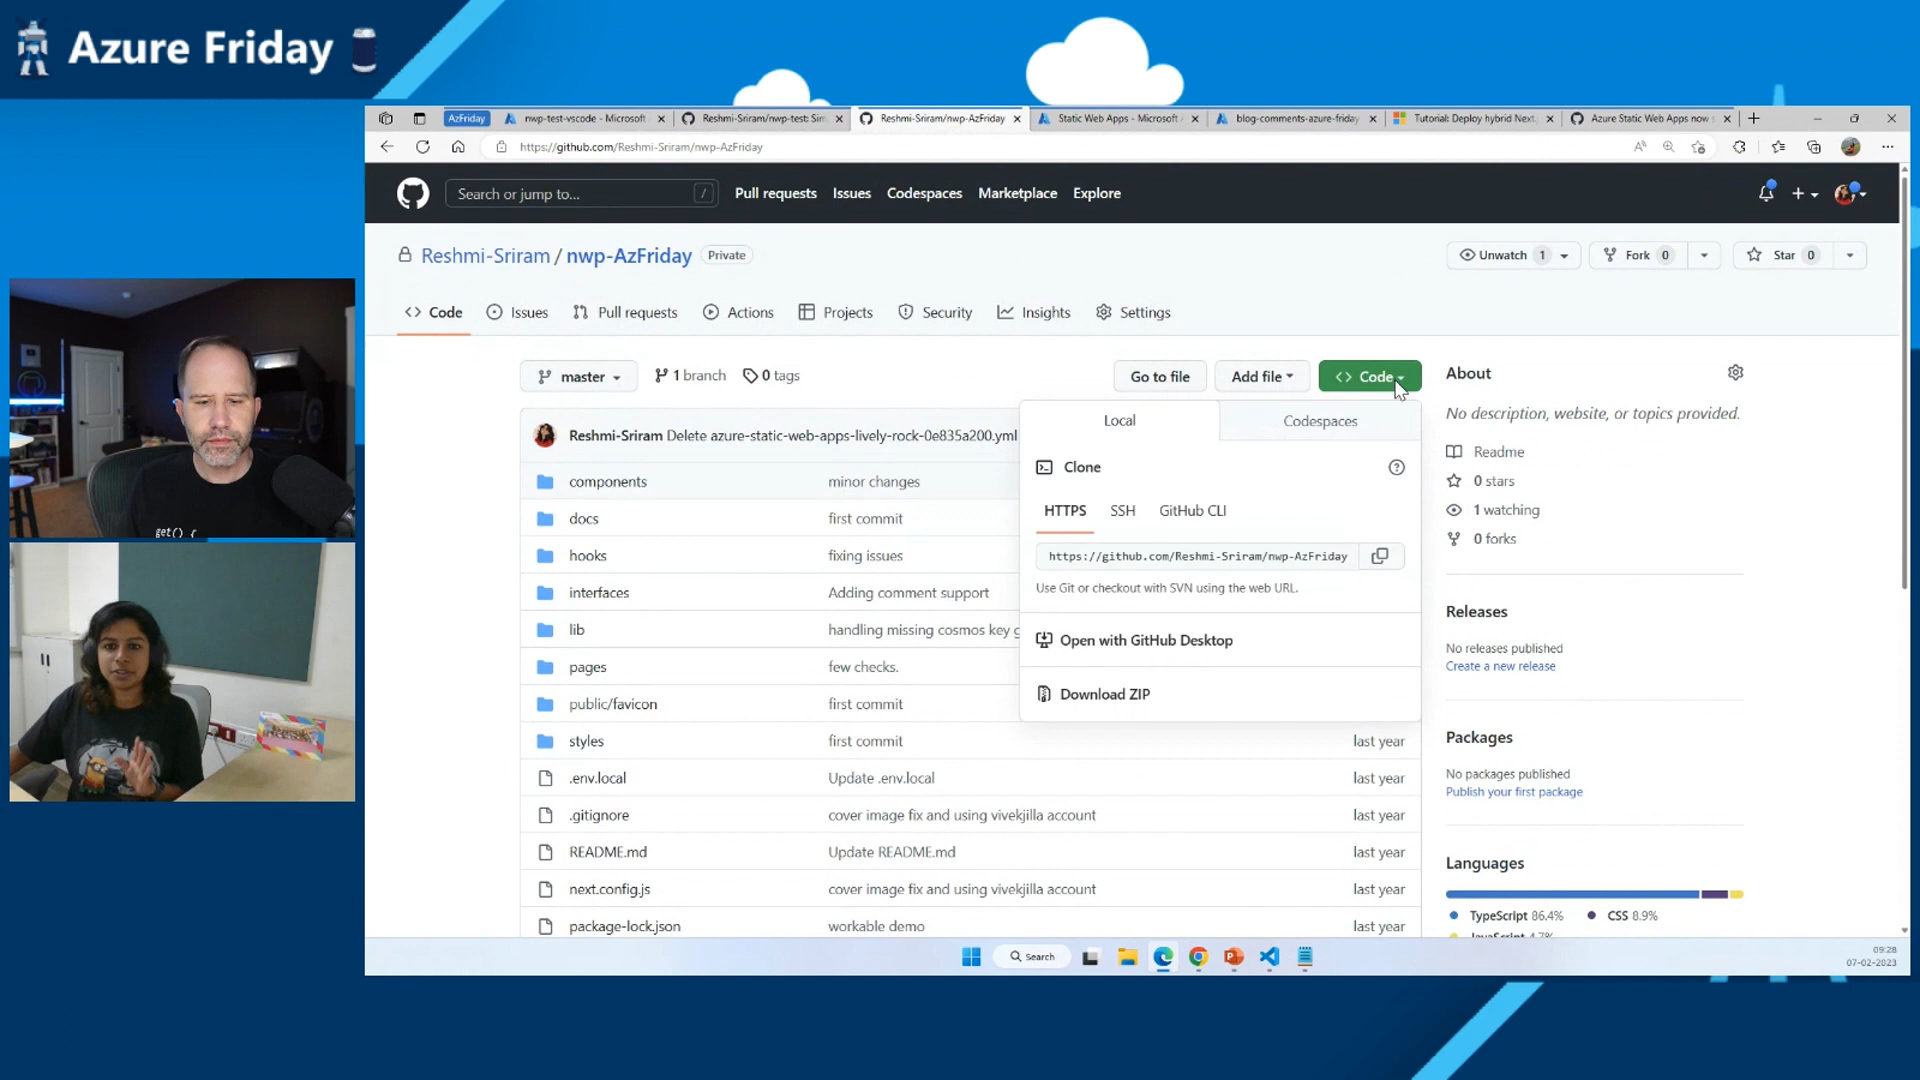 Azure Friday
AzFriday
nwp-test-vscode - Microsoft
Reshmi-Sriram/nwp-test: Sim
Reshmi-Sriram/nwp-AzFriday
Static Web Apps - Microsoft
blog-comments-azure-friday
Tutorial: Deploy hybrid Next.
Azure Static Web Apps now
https://github.com/Reshmi-Sriram/nwp-AzFriday
Search or jump to...
/
Pull requests
Issues
Codespaces
Marketplace
Explore
Reshmi-Sriram / nwp-AzFriday
Private
Unwatch 1
Fork 0
Star 0
Code
Issues
Pull requests
Actions
Projects
Security
Insights
Settings
master
1 branch
0 tags
Go to file
Add file
Code
Reshmi-Sriram Delete azure-static-web-apps-lively-rock-0e835a200.yml
components minor changes
docs first commit
hooks fixing issues
interfaces Adding comment support
lib handling missing cosmos key g
pages few checks.
public/favicon first commit
styles first commit last year
.env.local Update .env.local last year
.gitignore cover image fix and using vivekjilla account last year
README.md Update README.md last year
next.config.js cover image fix and using vivekjilla account last year
package-lock.json workable demo last year
Local
Codespaces
Clone
HTTPS SSH GitHub CLI
https://github.com/Reshmi-Sriram/nwp-AzFriday
Use Git or checkout with SVN using the web URL.
Open with GitHub Desktop
Download ZIP
About
No description, website, or topics provided.
Readme
0 stars
1 watching
0 forks
Releases
No releases published
Create a new release
Packages
No packages published
Publish your first package
Languages
TypeScript 86.4% CSS 8.9%
JavaScript 4.7%
get() {
Search
09:28
07-02-2023